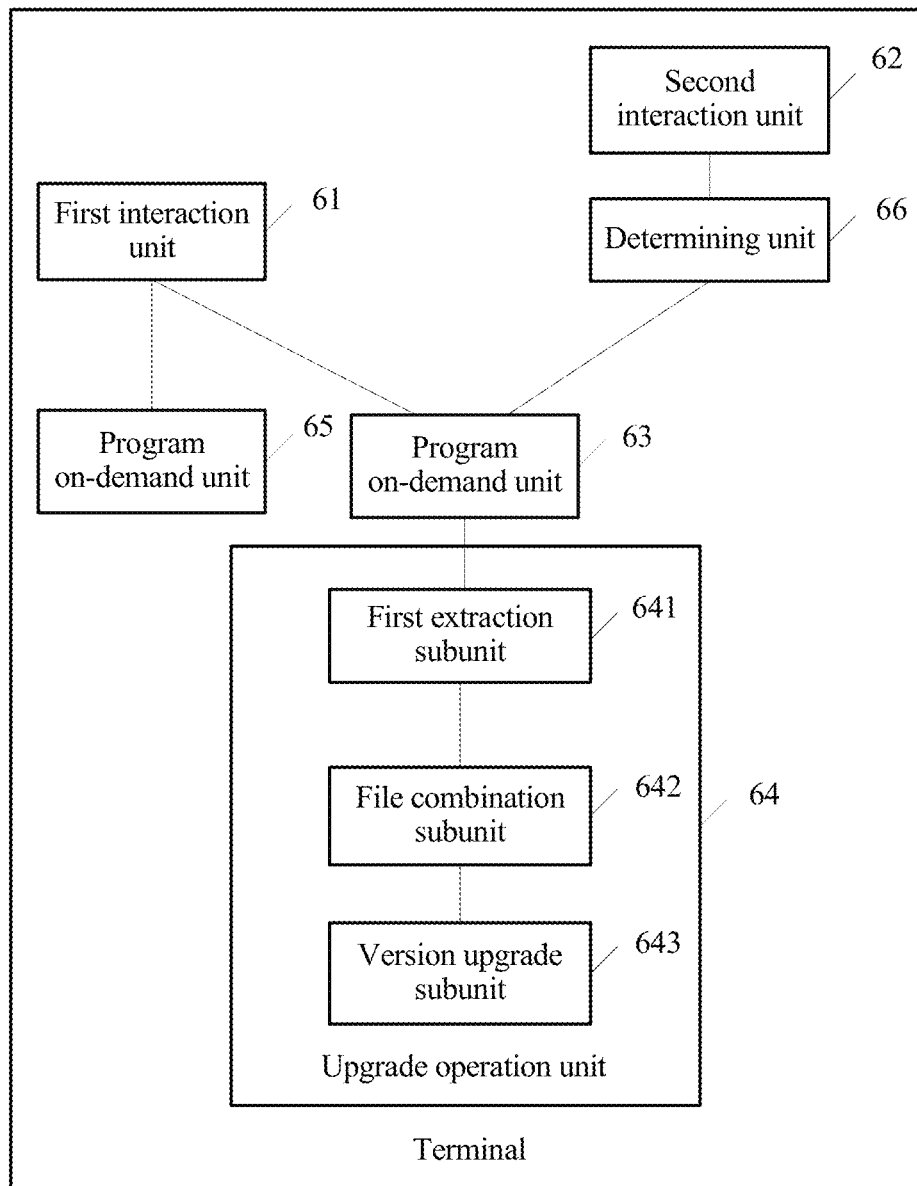 62
Second
interaction unit
61
First interaction
unit
66
Determining unit
65
Program
on-demand unit
63
Program
on-demand unit
641
First extraction
subunit
642
File combination
subunit
64
643
Version upgrade
subunit
Upgrade operation unit
Terminal